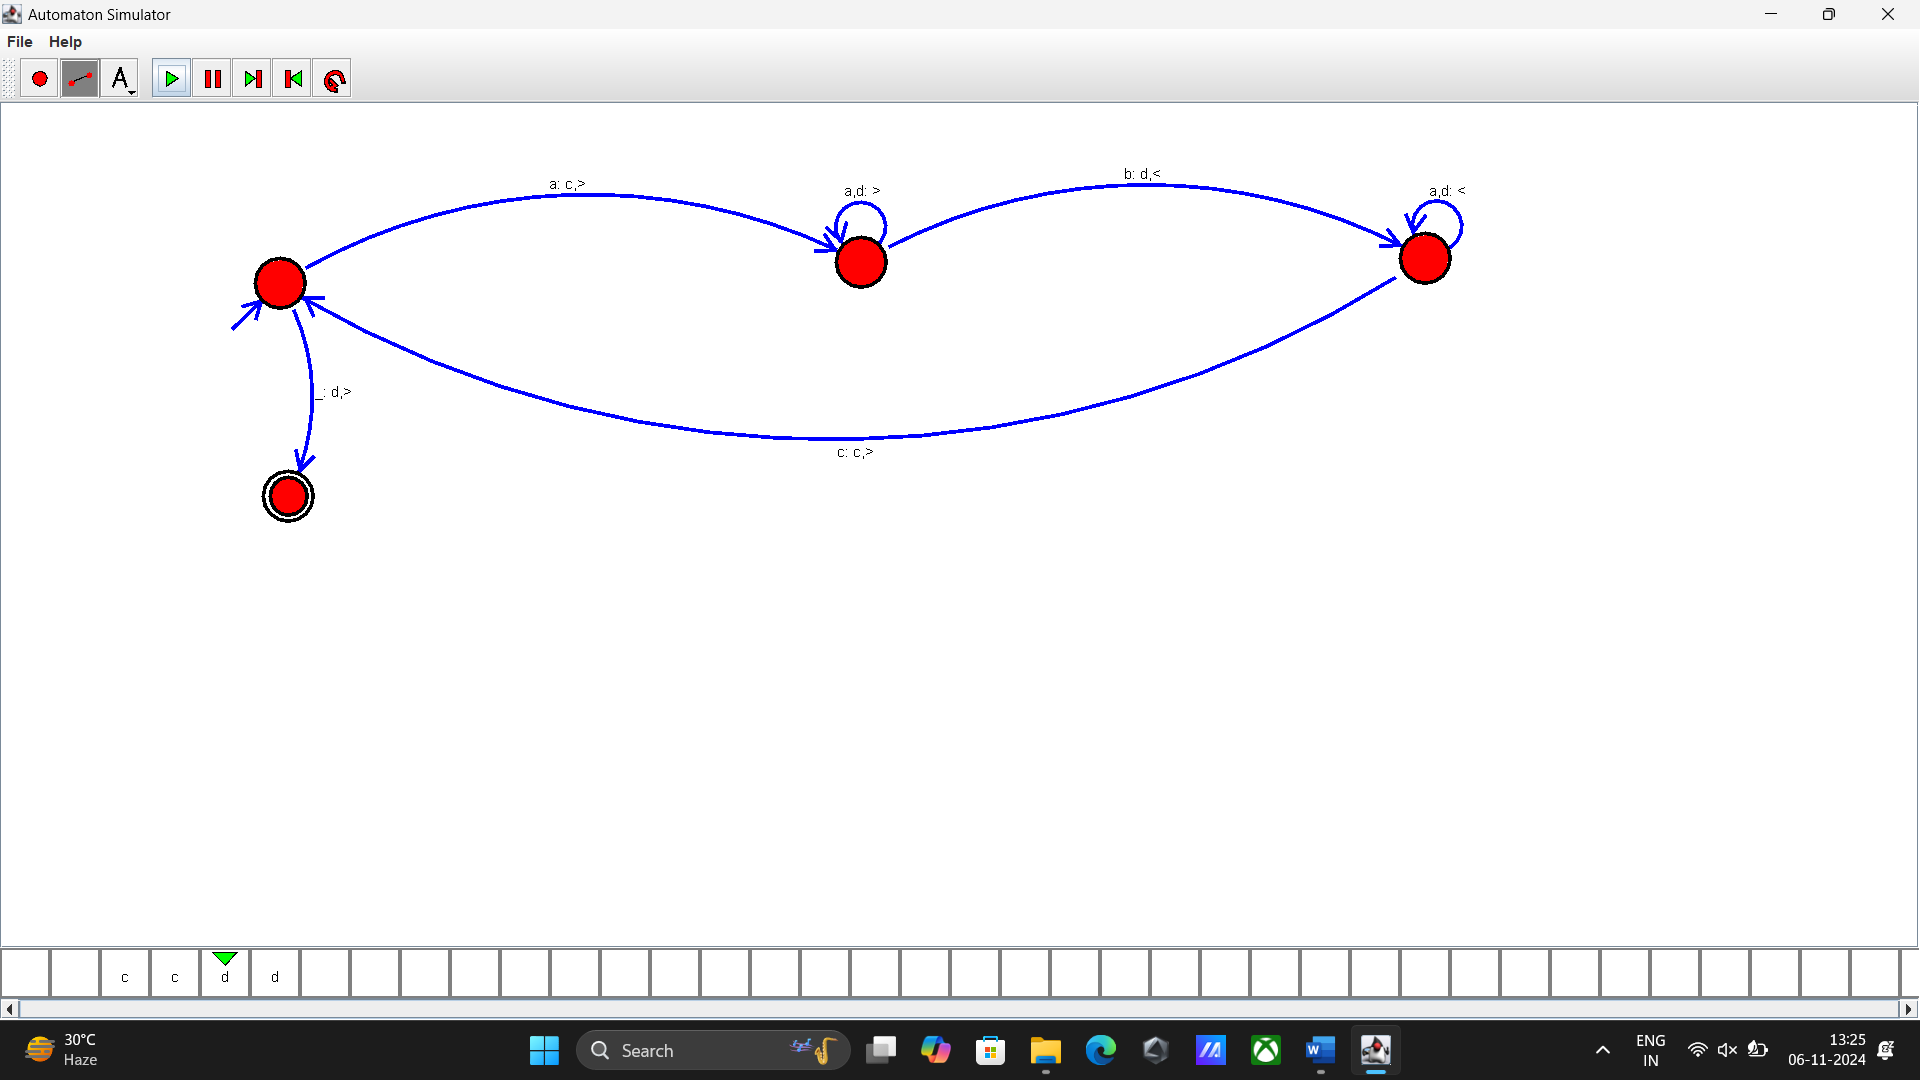 Automaton Simulator
File Help
A
a: c,>
a,d: >
b: d,<
a,d: <
_: d,>
c: c,>
c c d d
30°C
Haze
Search
W
ENG
IN
13:25
06-11-2024